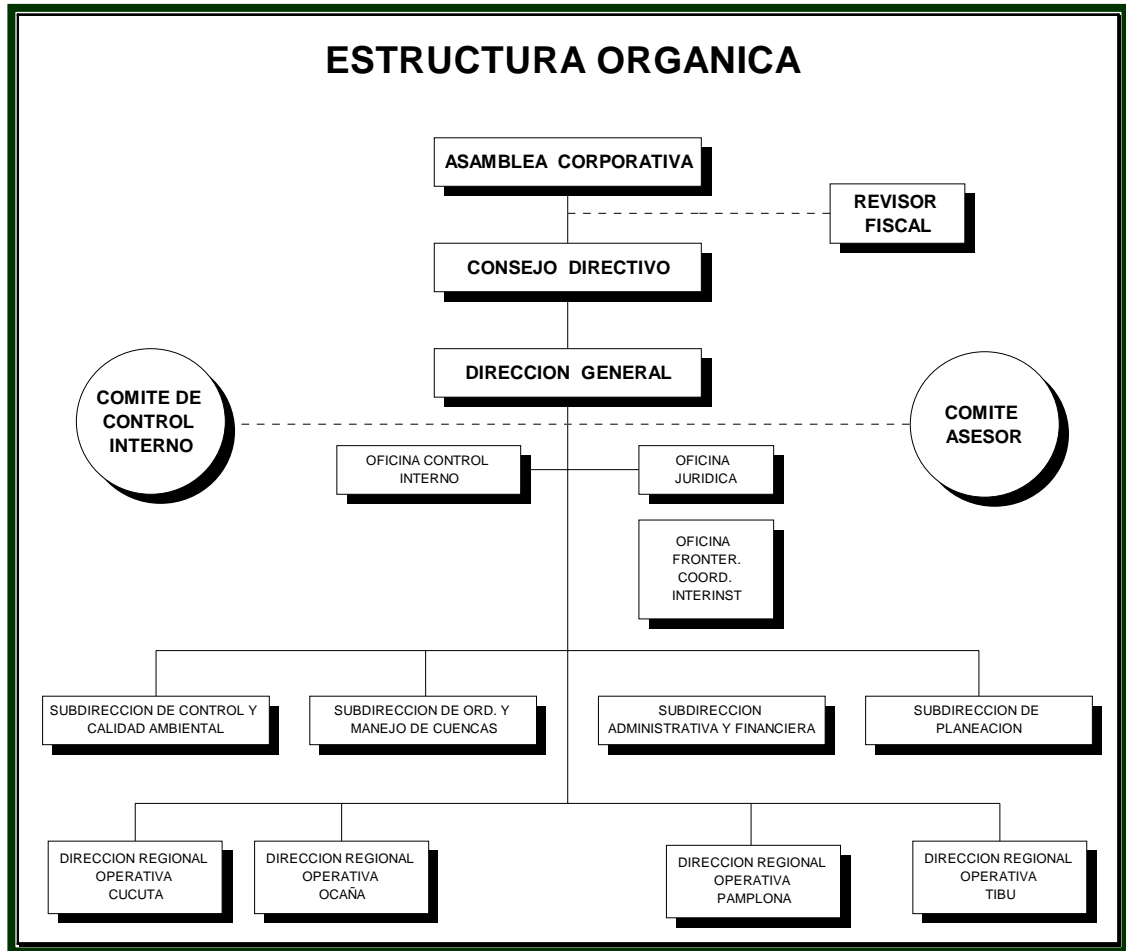 ESTRUCTURA ORGANICA
ASAMBLEA CORPORATIVA
REVISOR
FISCAL
CONSEJO DIRECTIVO
DIRECCION GENERAL
COMITE DE
CONTROL
INTERNO
COMITE
ASESOR
OFICINA CONTROL
INTERNO
OFICINA
JURIDICA
OFICINA
FRONTER.
COORD.
INTERINST
SUBDIRECCION DE CONTROL Y
CALIDAD AMBIENTAL
SUBDIRECCION DE ORD. Y
MANEJO DE CUENCAS
SUBDIRECCION
ADMINISTRATIVA Y FINANCIERA
SUBDIRECCION DE
PLANEACION
DIRECCION REGIONAL
OPERATIVA
CUCUTA
DIRECCION REGIONAL
OPERATIVA
OCAÑA
DIRECCION REGIONAL
OPERATIVA
PAMPLONA
DIRECCION REGIONAL
OPERATIVA
TIBU